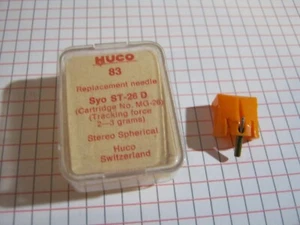 HUCO
83
Replacement needle
Syo ST-26 D
(Cartridge No. MG-26)
(Tracking force
2-3 grams)
Stereo Spherical
Huco
Switzerland